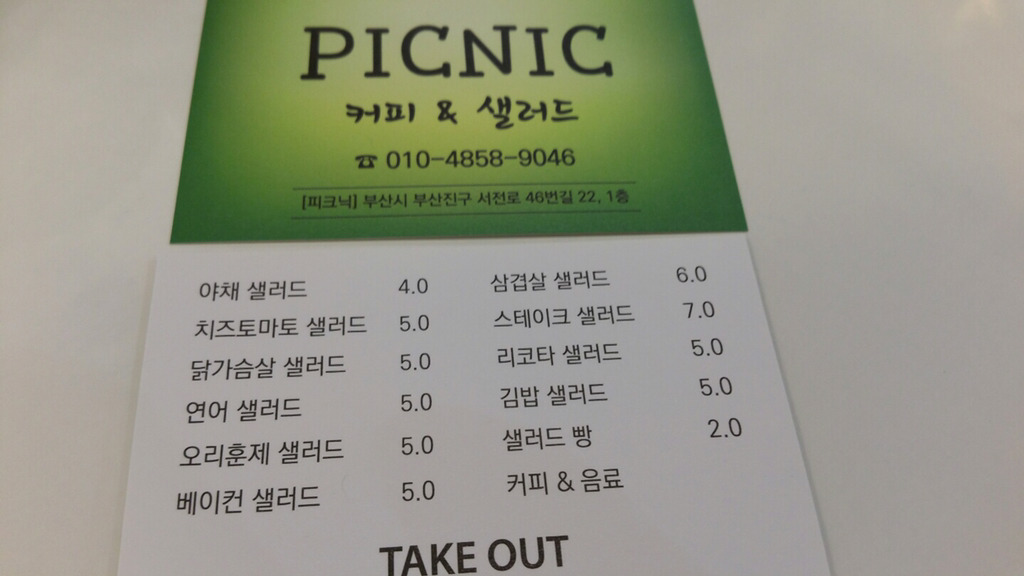 PICNIC
커피 & 샐러드
☎ 010-4858-9046
[피크닉] 부산시 부산진구 서전로 46번길 22, 1층
야채 샐러드 4.0
치즈토마토 샐러드 5.0
닭가슴살 샐러드 5.0
연어 샐러드 5.0
오리훈제 샐러드 5.0
베이컨 샐러드 5.0
삼겹살 샐러드 6.0
스테이크 샐러드 7.0
리코타 샐러드 5.0
김밥 샐러드 5.0
샐러드 빵 2.0
커피 & 음료
TAKE OUT